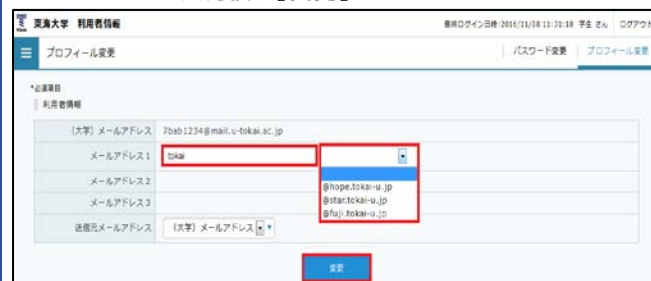 東海大学 利用者情報
最終ログイン日時:2016/11/08 11:31:18 学生 さん ログアウト
プロフィール変更
パスワード変更 プロフィール変更
*必須項目
利用者情報
(大学) メールアドレス 7bab1234@mail.u-tokai.ac.jp
メールアドレス1 tokai
@hope.tokai-u.jp
@star.tokai-u.jp
@fuji.tokai-u.jp
メールアドレス2
メールアドレス3
送信元メールアドレス (大学) メールアドレス
変更